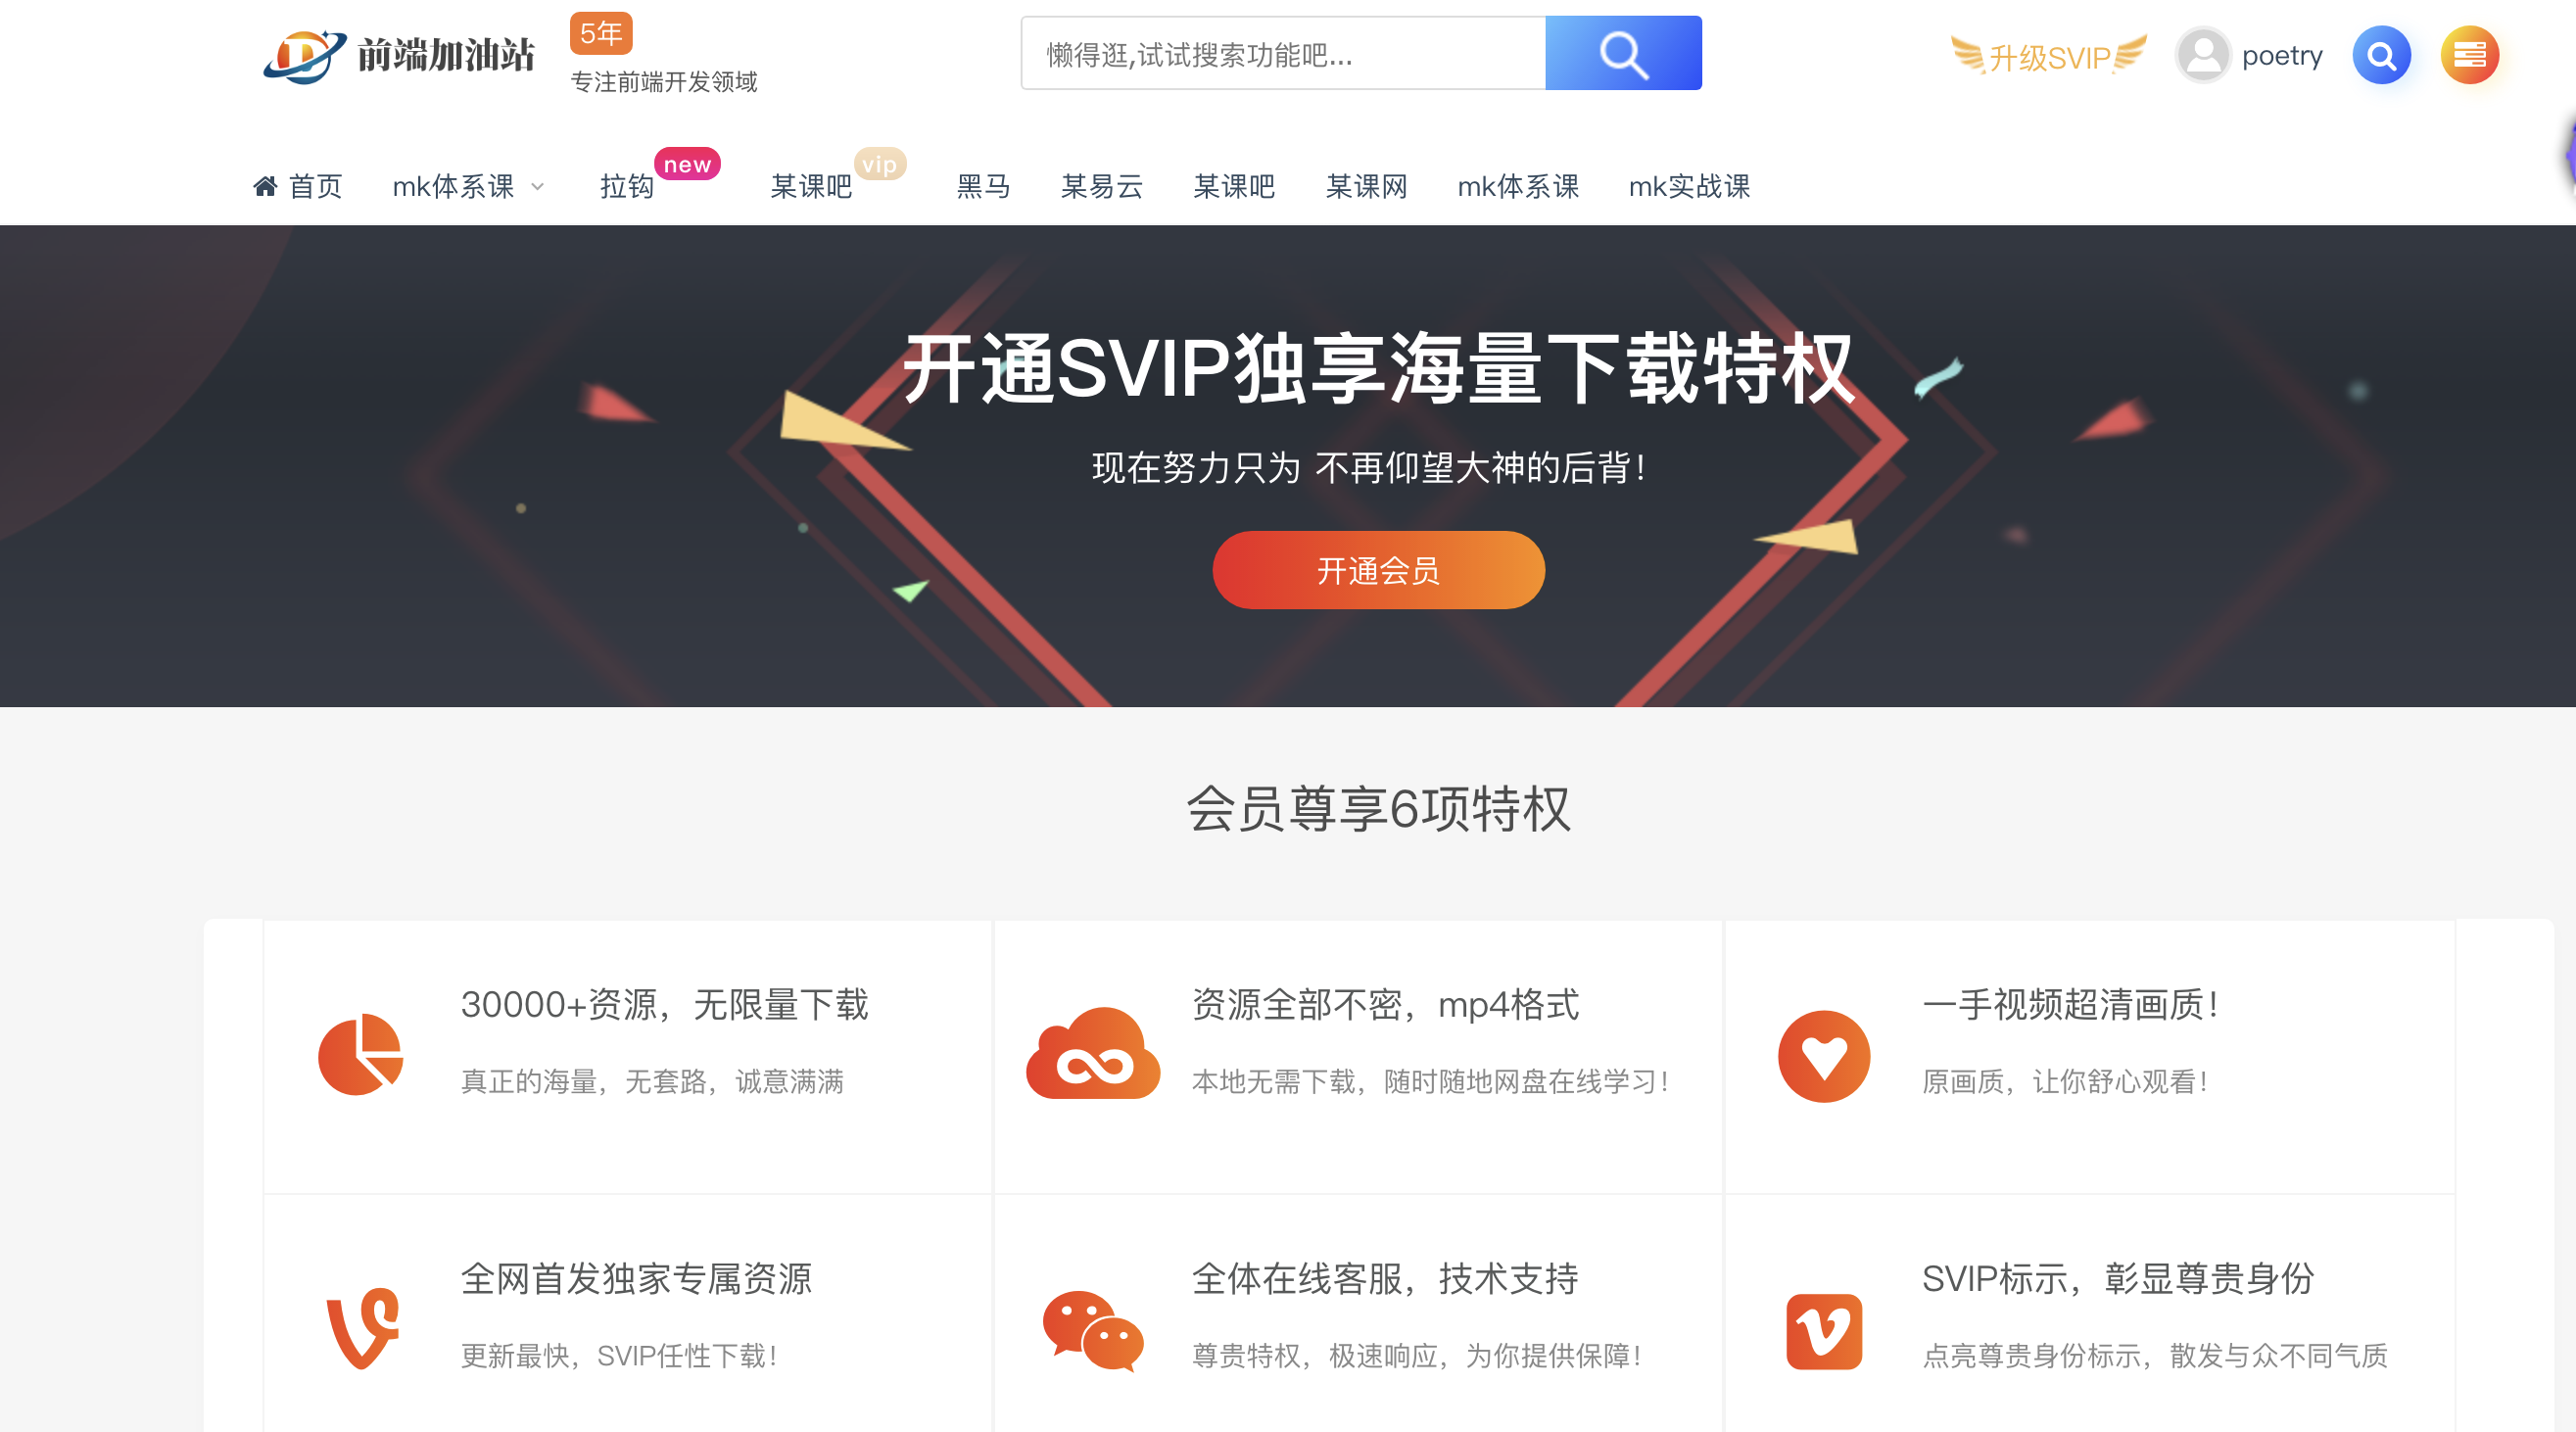 前端加油站
5年
专注前端开发领域
懒得逛,试试搜索功能吧...
升级SVIP
poetry
首页
mk体系课
拉钩
new
某课吧
vip
黑马
某易云
某课吧
某课网
mk体系课
mk实战课
开通SVIP独享海量下载特权
现在努力只为 不再仰望大神的后背！
开通会员
会员尊享6项特权
30000+资源，无限量下载
真正的海量，无套路，诚意满满
资源全部不密，mp4格式
本地无需下载，随时随地网盘在线学习！
一手视频超清画质！
原画质，让你舒心观看！
全网首发独家专属资源
更新最快，SVIP任性下载！
全体在线客服，技术支持
尊贵特权，极速响应，为你提供保障！
SVIP标示，彰显尊贵身份
点亮尊贵身份标示，散发与众不同气质